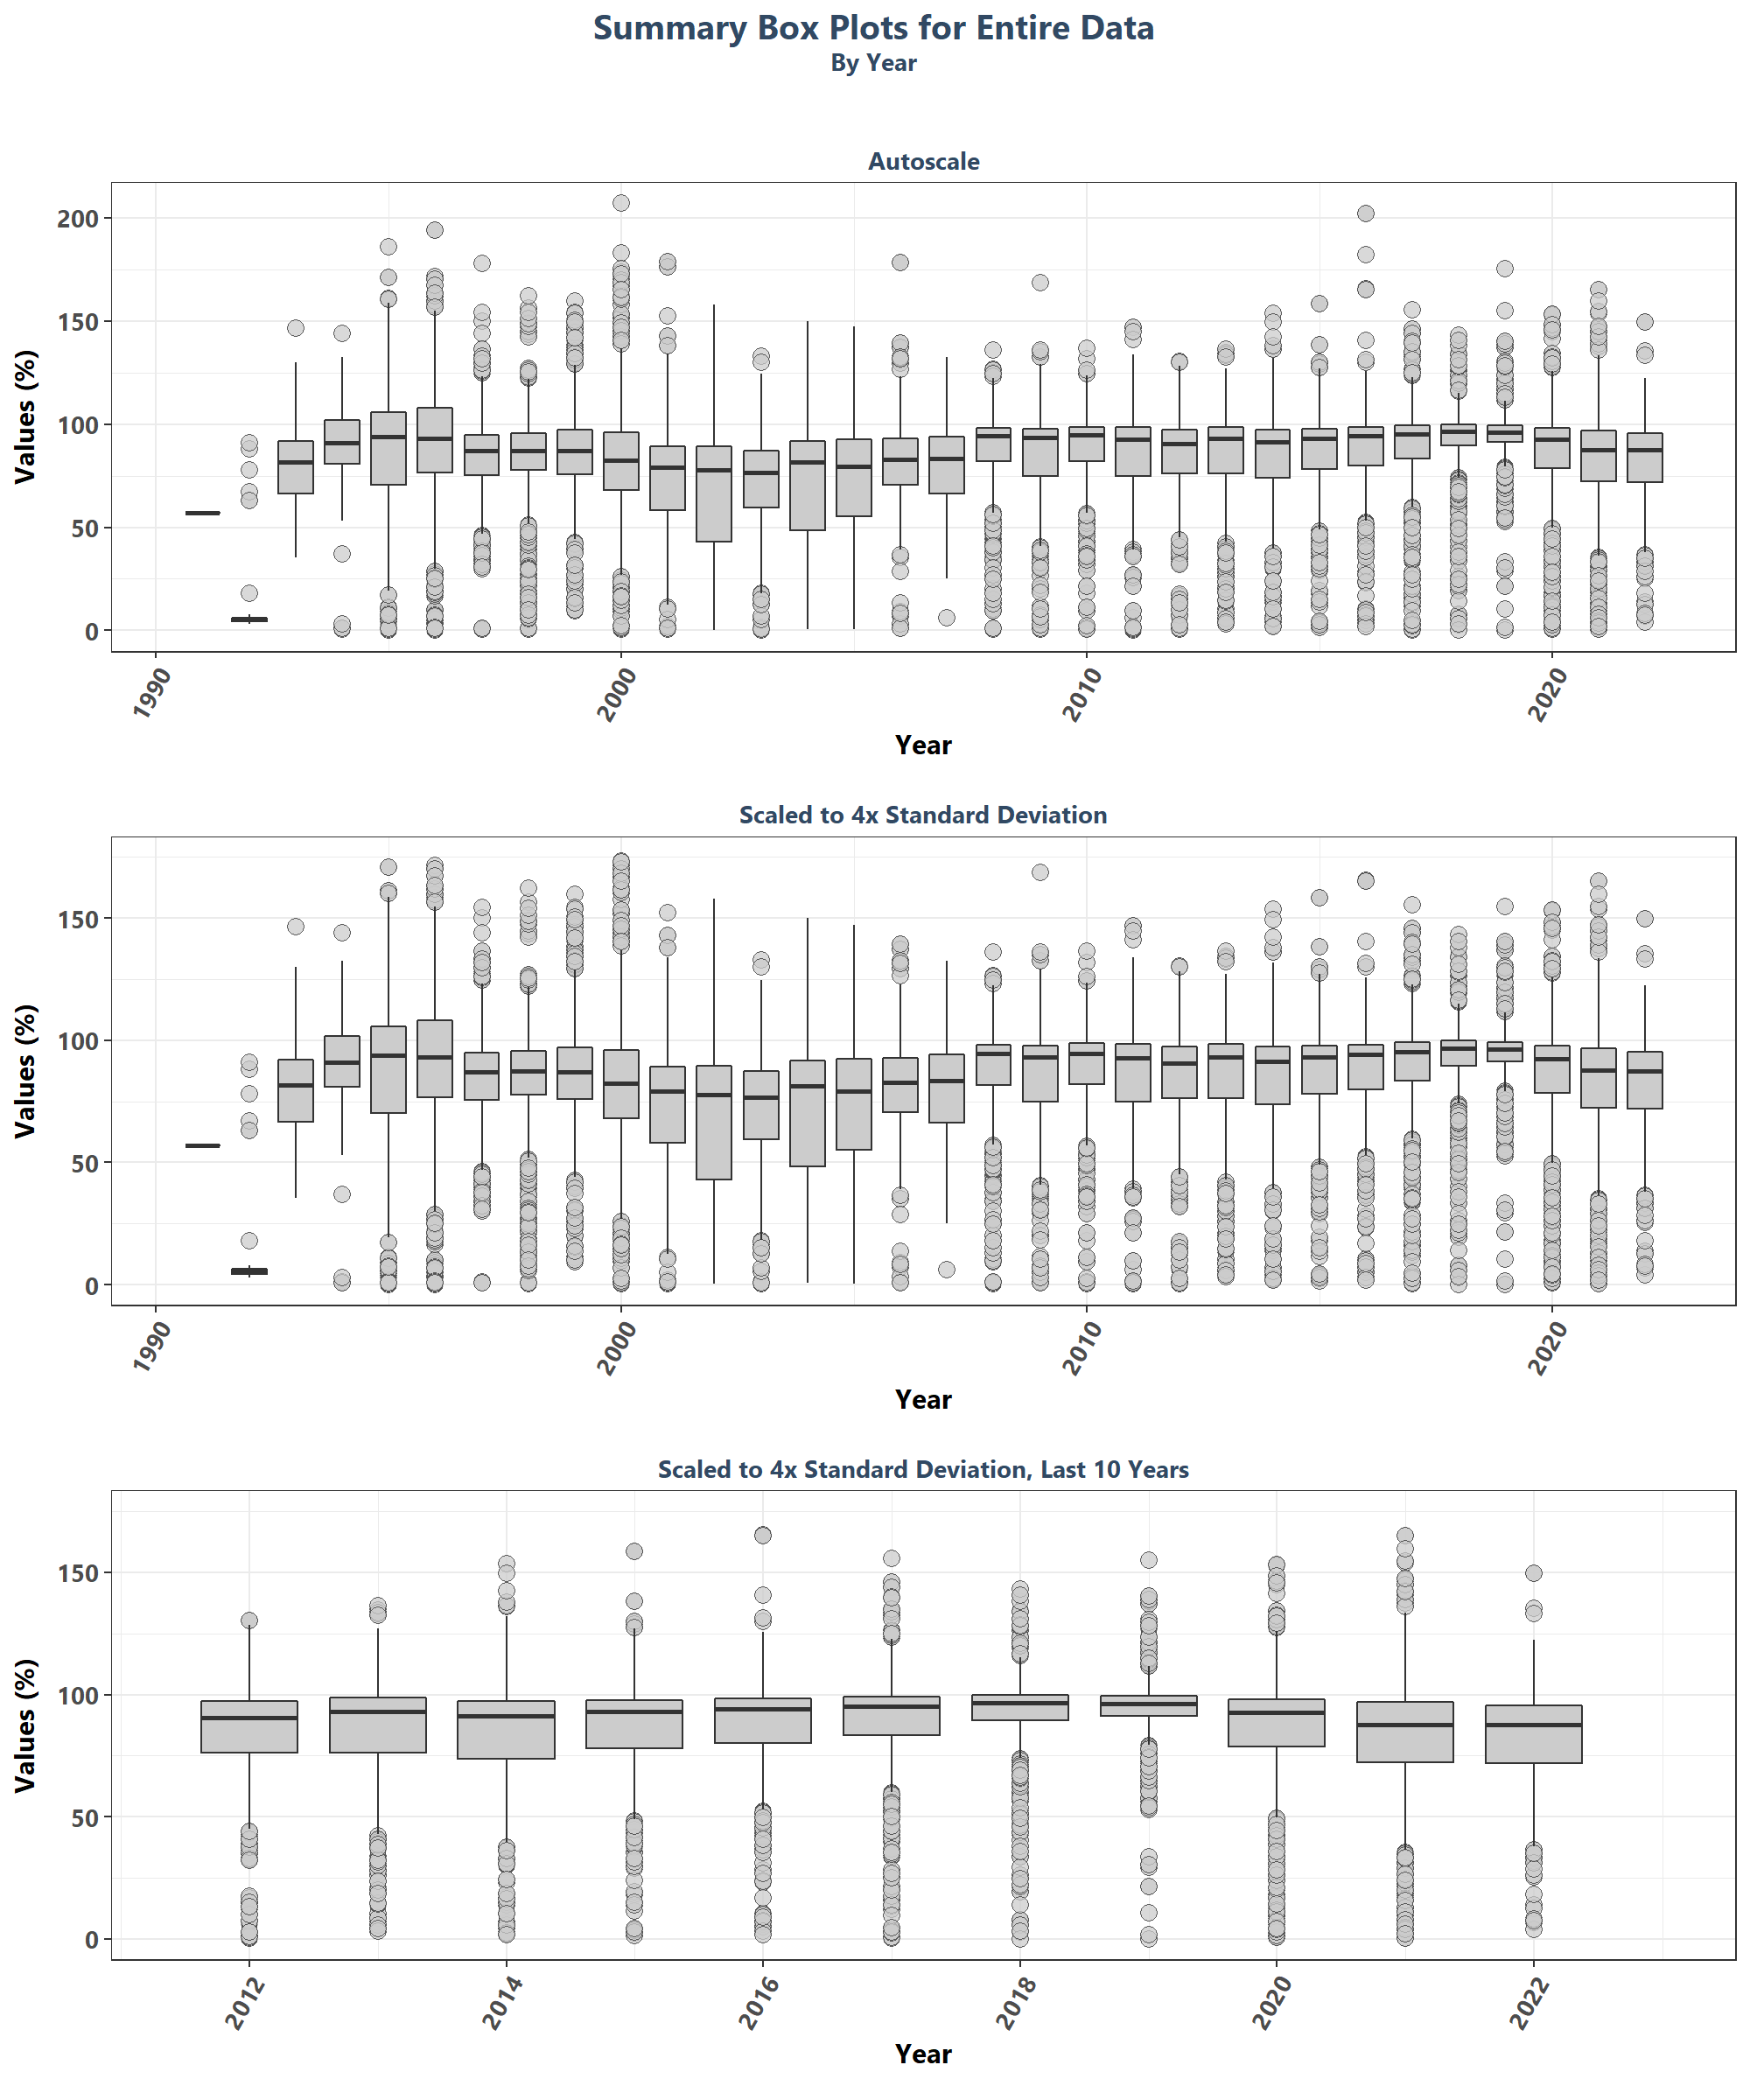 Summary Box Plots for Entire Data
By Year
Autoscale
Values (%)
200
150
100
50
0
1990
2000
2010
2020
Year
Scaled to 4x Standard Deviation
Values (%)
150
100
50
0
1990
2000
2010
2020
Year
Scaled to 4x Standard Deviation, Last 10 Years
Values (%)
150
100
50
0
2012
2014
2016
2018
2020
2022
Year